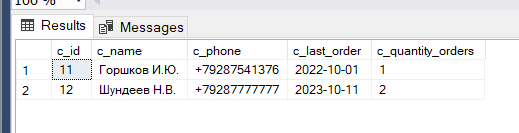 100 %
Results Messages
c_id c_name c_phone c_last_order c_quantity_orders
1 11 Горшков И.Ю. +79287541376 2022-10-01 1
2 12 Шундеев Н.В. +79287777777 2023-10-11 2